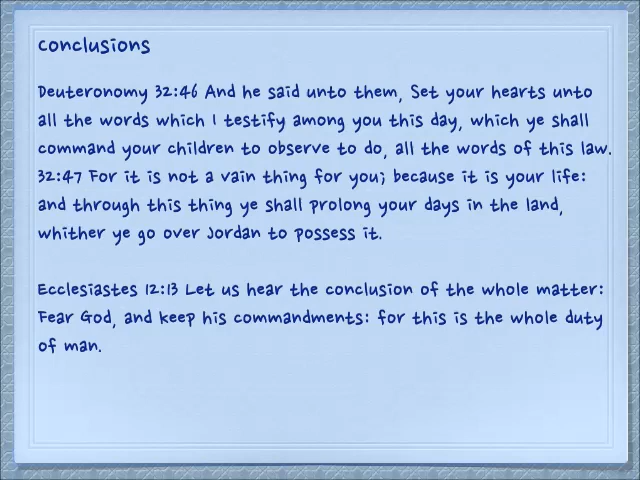 conclusions
Deuteronomy 32:46 And he said unto them, Set your hearts unto
all the words which I testify among you this day, which ye shall
command your children to observe to do, all the words of this law.
32:47 For it is not a vain thing for you; because it is your life:
and through this thing ye shall prolong your days in the land,
whither ye go over Jordan to possess it.
Ecclesiastes 12:13 Let us hear the conclusion of the whole matter:
Fear God, and keep his commandments: for this is the whole duty
of man.